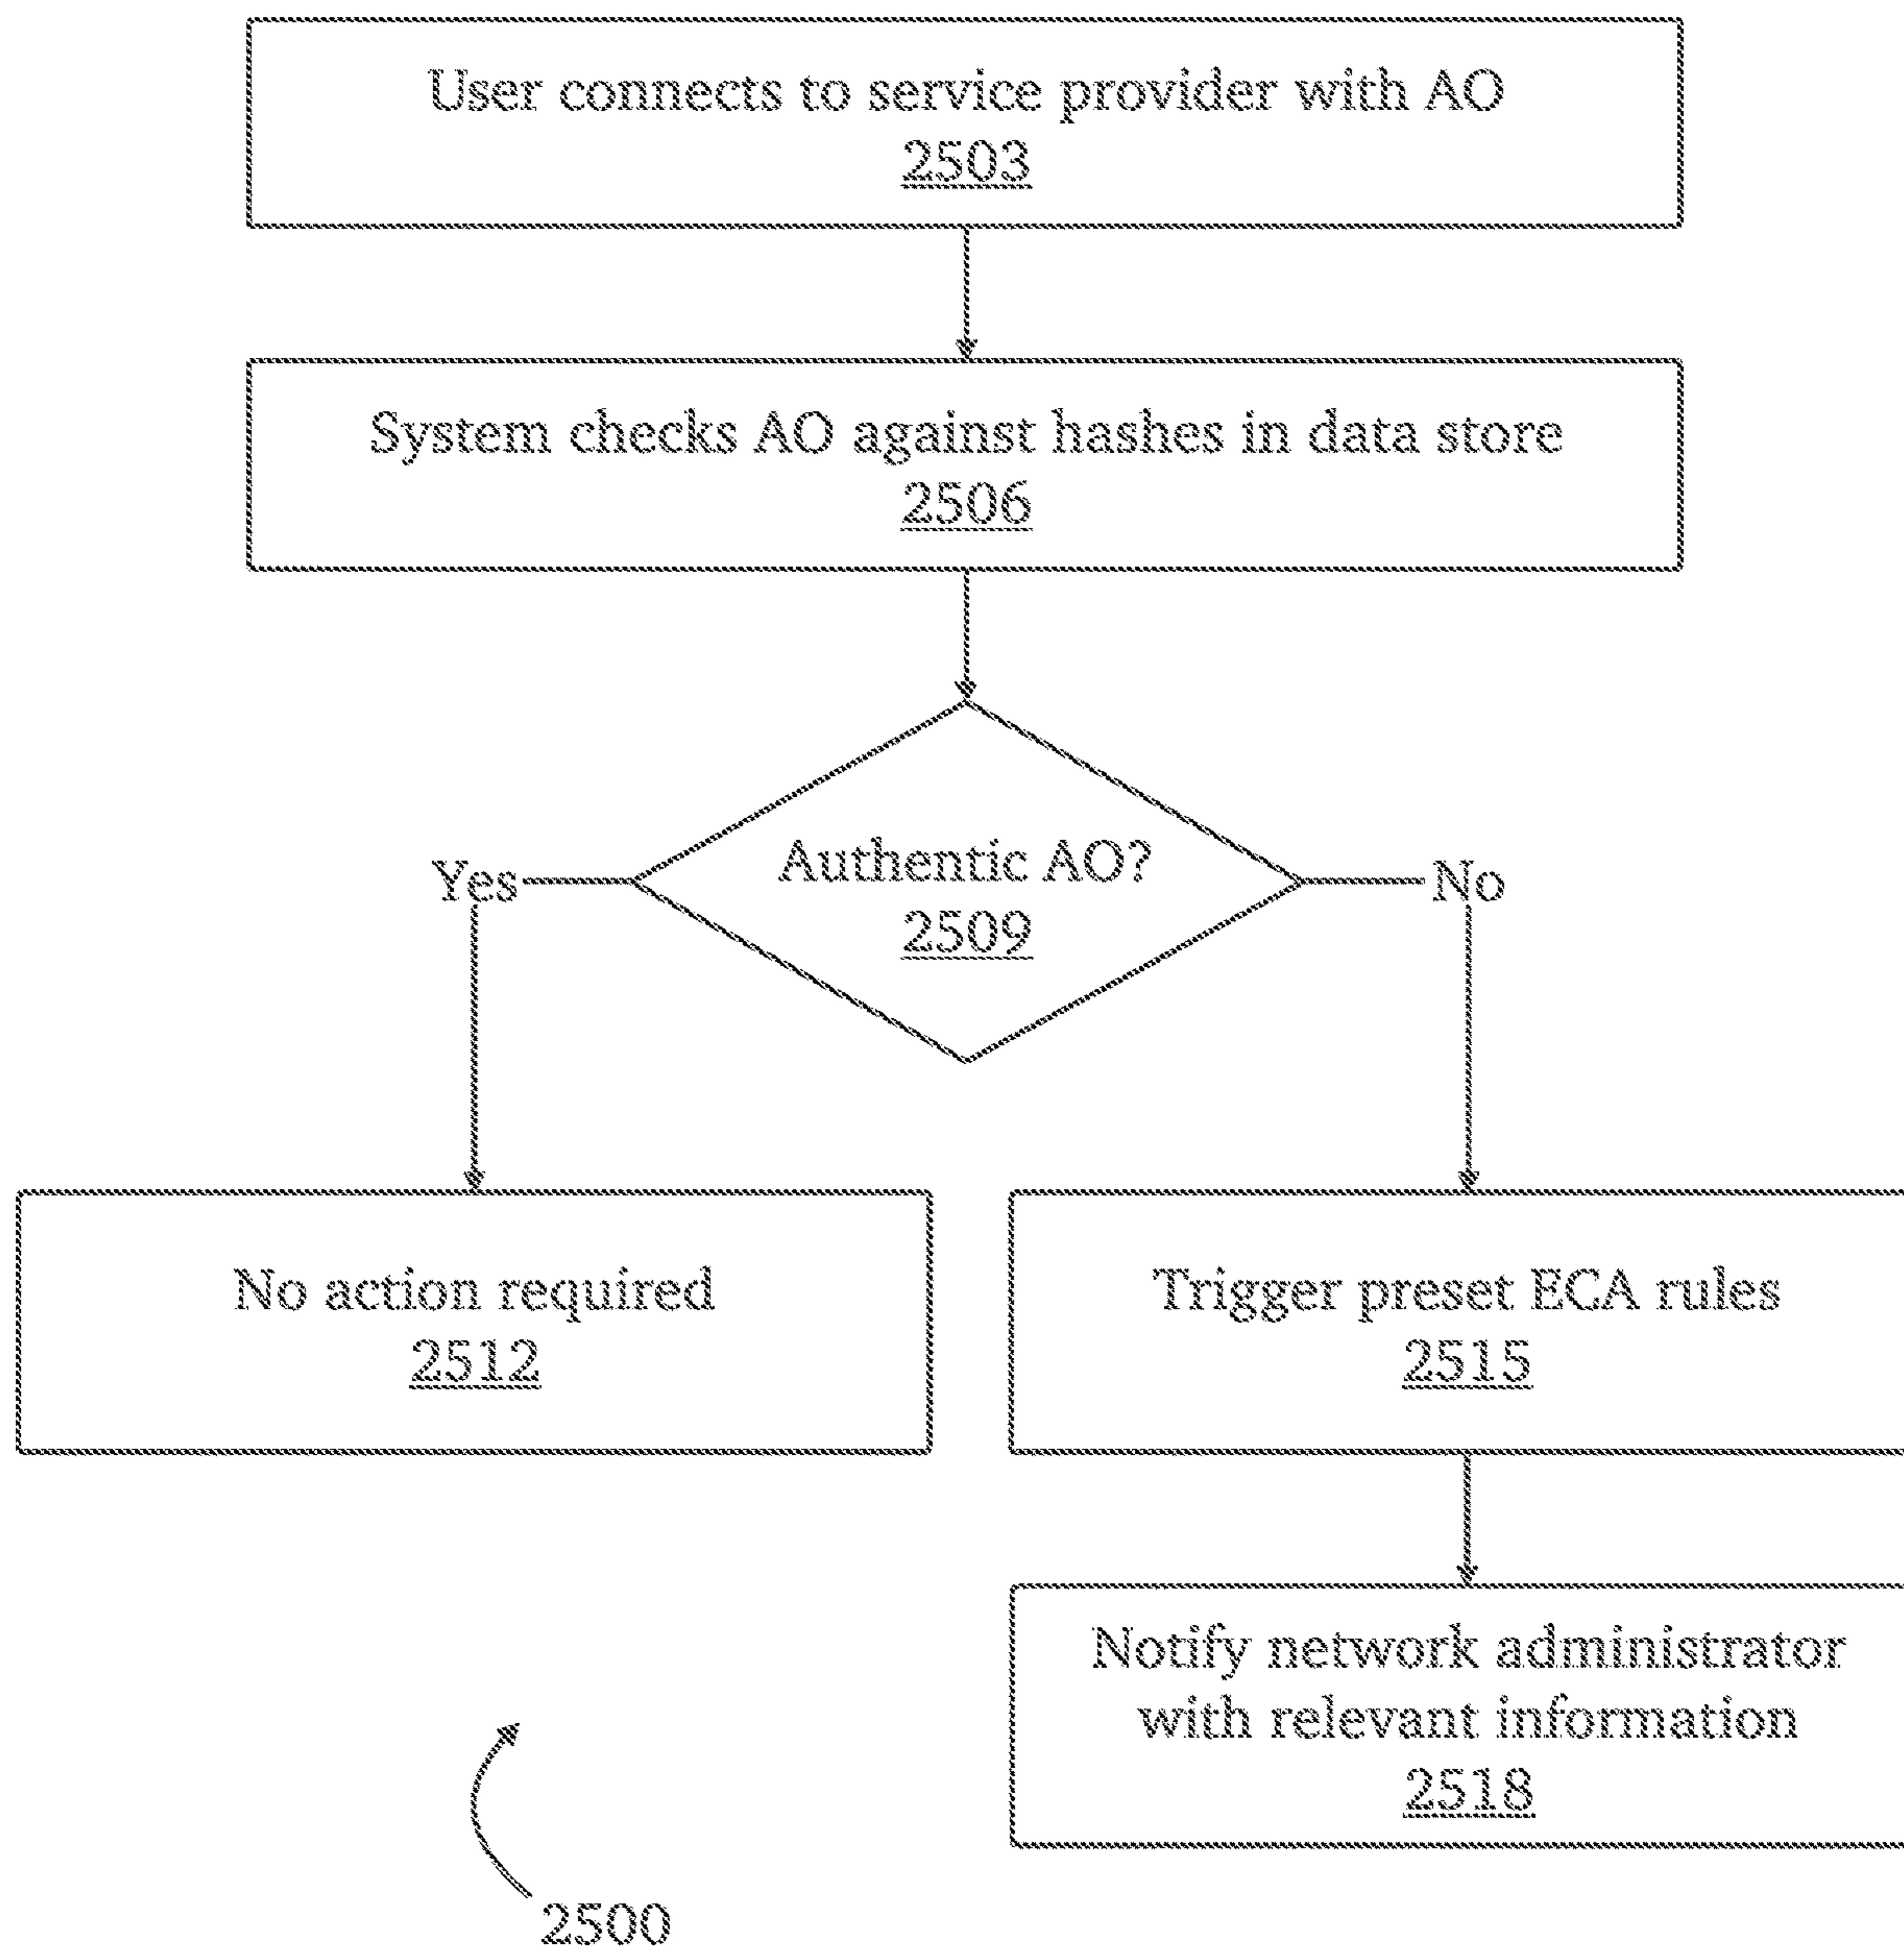 User connects to service provider with AO
2503
System checks AO against hashes in data store
2506
Authentic AO?
2509
Yes
No
No action required
2512
Trigger preset ECA rules
2515
Notify network administrator
with relevant information
2518
2500